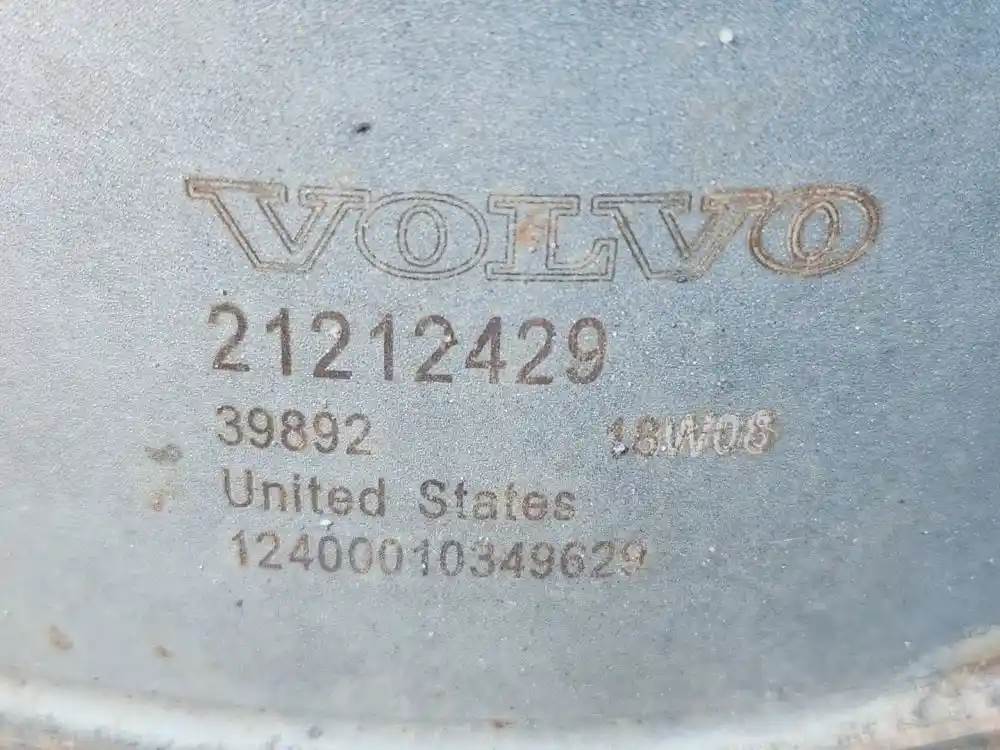 VOLVO
21212429
39892 18W08
United States
12400010349629